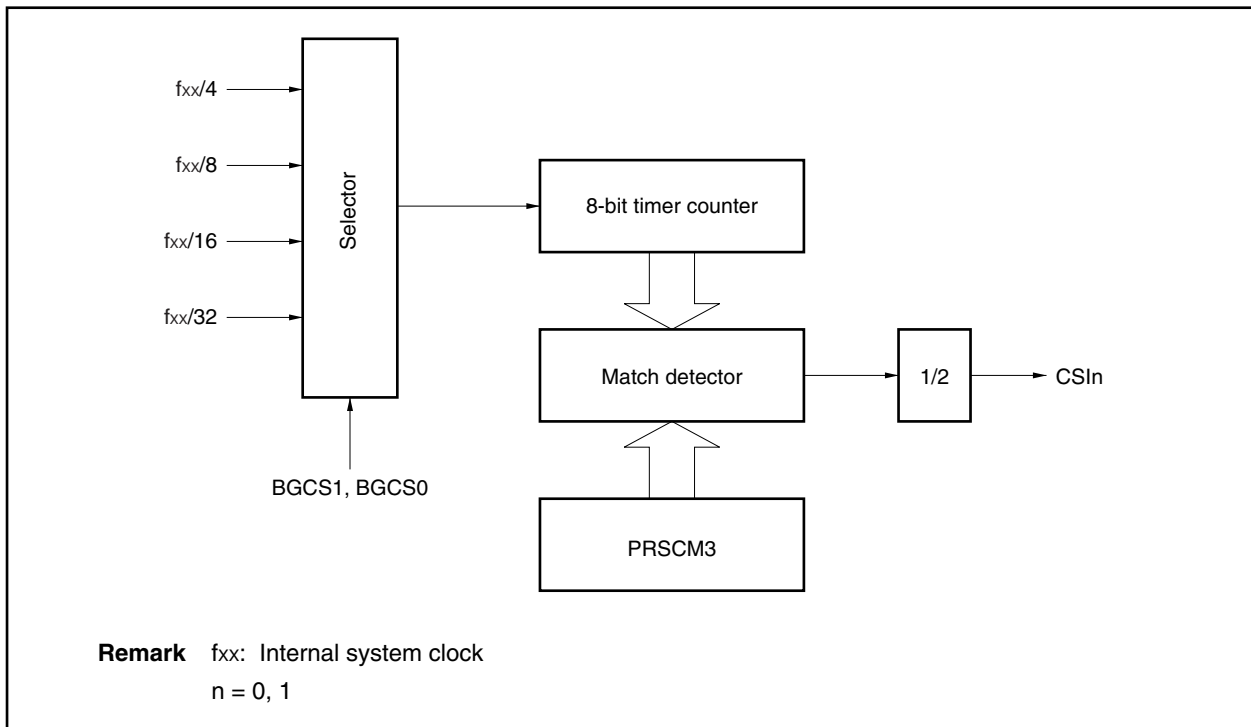 fxx/4
fxx/8
fxx/16
fxx/32
Selector
BGCS1, BGCS0
8-bit timer counter
Match detector
1/2
CSIn
PRSCM3
Remark fxx: Internal system clock
n = 0, 1